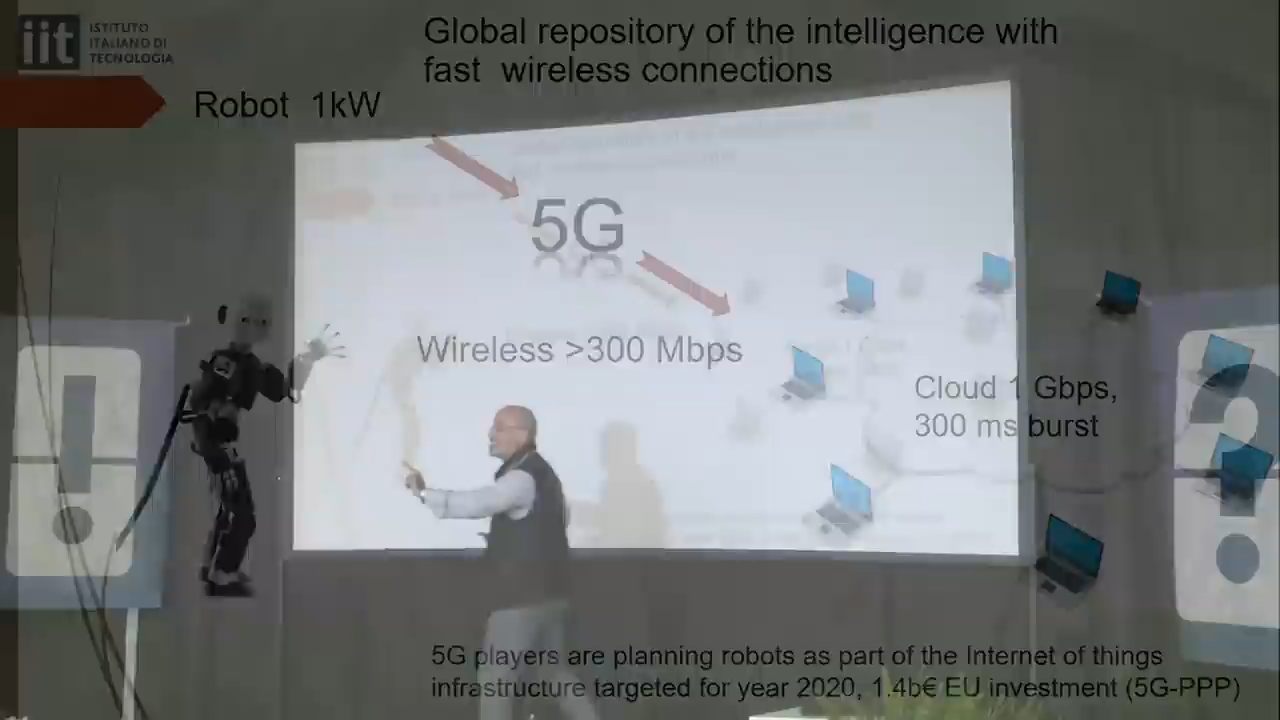 iit
ISTITUTO
ITALIANO DI
TECNOLOGIA
Global repository of the intelligence with
fast wireless connections
Robot 1kW
5G
Wireless >300 Mbps
Cloud 1 Gbps,
300 ms burst
!
?
5G players are planning robots as part of the Internet of things
infrastructure targeted for year 2020, 1.4b€ EU investment (5G-PPP)